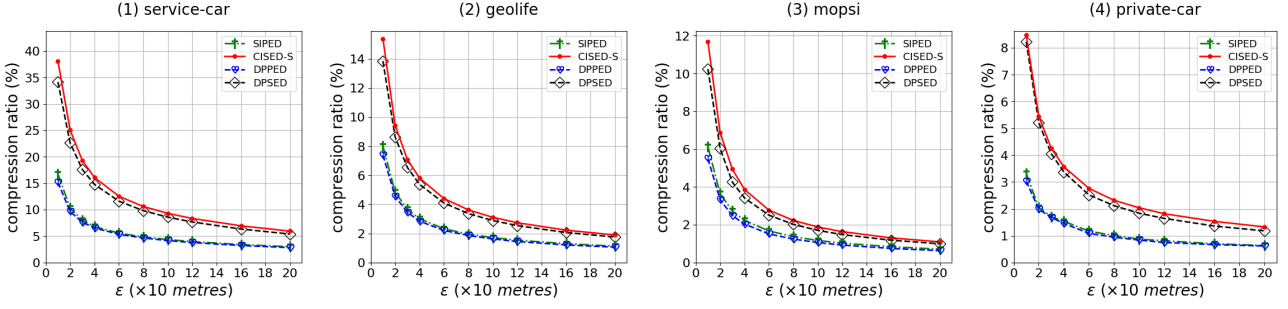 (1) service-car
compression ratio (%)
40
35
30
25
20
15
10
5
0
SIPED
CISED-S
DPPED
DPSED
0 2 4 6 8 10 12 14 16 18 20
ε (×10 metres)
(2) geolife
compression ratio (%)
14
12
10
8
6
4
2
0
SIPED
CISED-S
DPPED
DPSED
0 2 4 6 8 10 12 14 16 18 20
ε (×10 metres)
(3) mopsi
compression ratio (%)
12
10
8
6
4
2
0
SIPED
CISED-S
DPPED
DPSED
0 2 4 6 8 10 12 14 16 18 20
ε (×10 metres)
(4) private-car
compression ratio (%)
8
7
6
5
4
3
2
1
0
SIPED
CISED-S
DPPED
DPSED
0 2 4 6 8 10 12 14 16 18 20
ε (×10 metres)